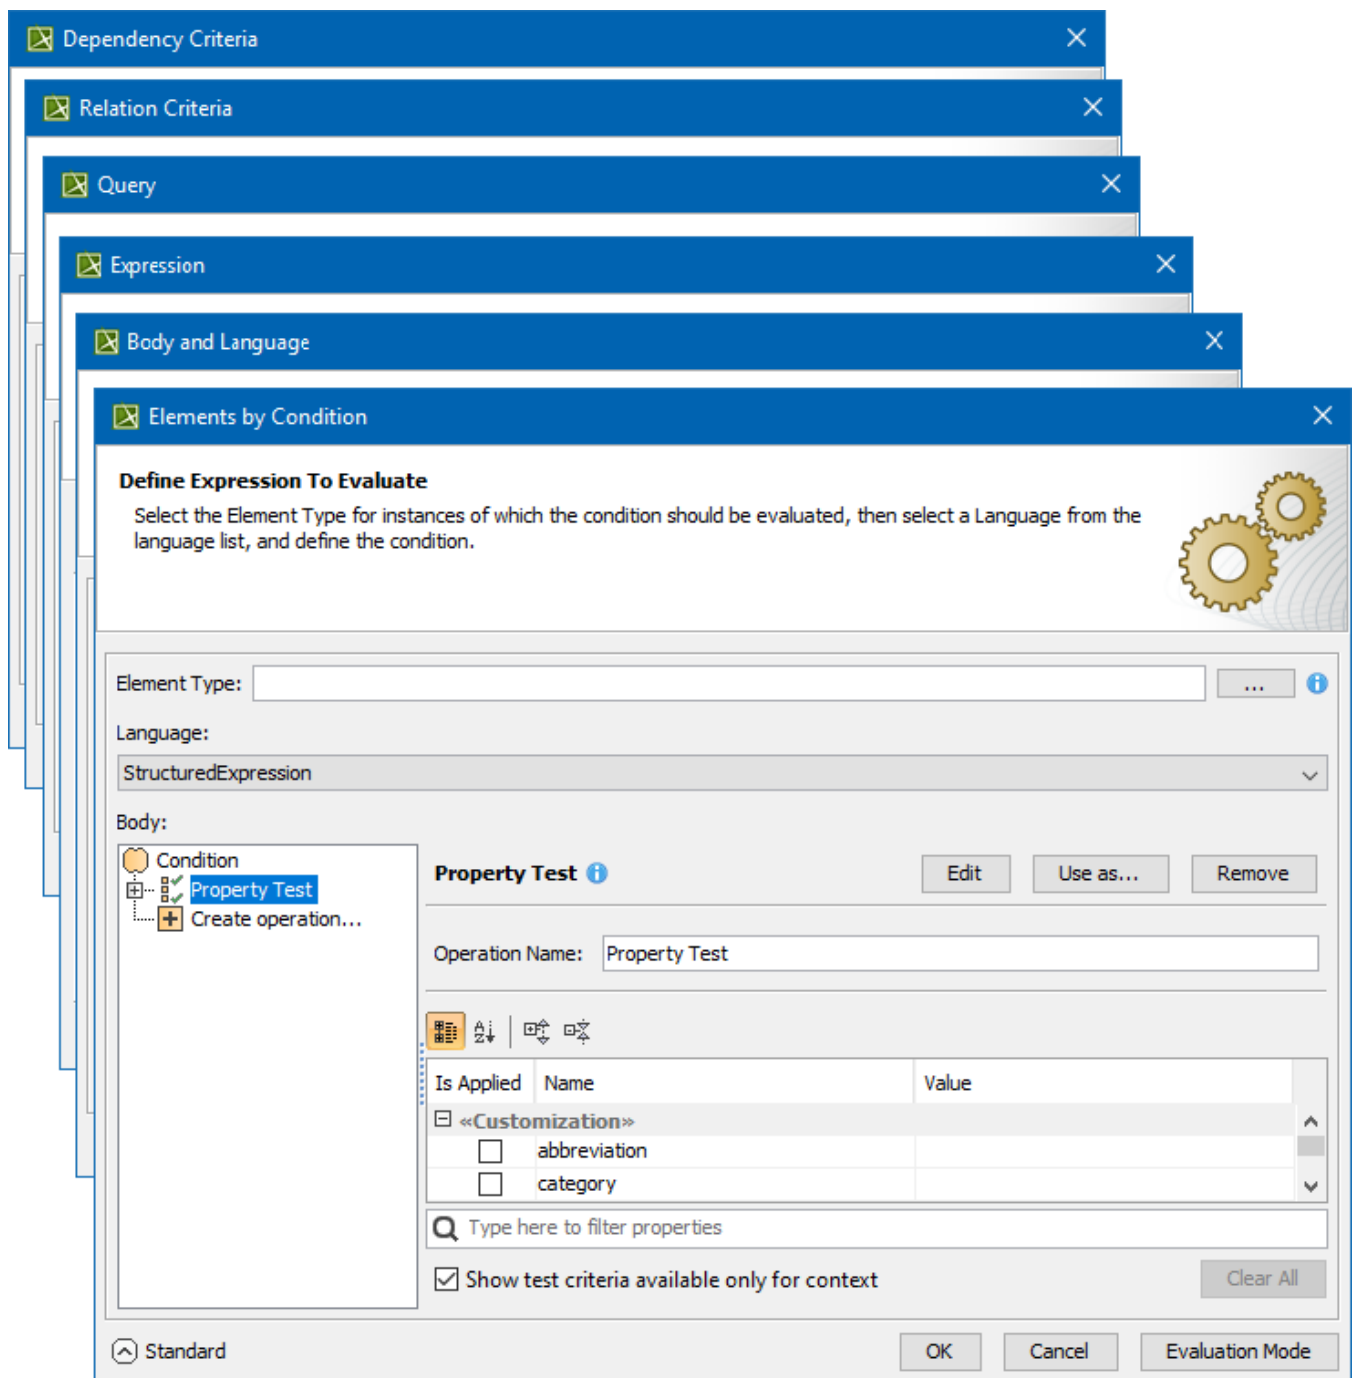 Dependency Criteria
Relation Criteria
Query
Expression
Body and Language
Elements by Condition
Define Expression To Evaluate
Select the Element Type for instances of which the condition should be evaluated, then select a Language from the
language list, and define the condition.
Element Type:
...
Language:
StructuredExpression
Body:
Condition
Property Test
Create operation...
Property Test
Edit
Use as...
Remove
Operation Name: Property Test
Is Applied Name Value
«Customization»
abbreviation
category
Type here to filter properties
Show test criteria available only for context
Clear All
Standard
OK
Cancel
Evaluation Mode